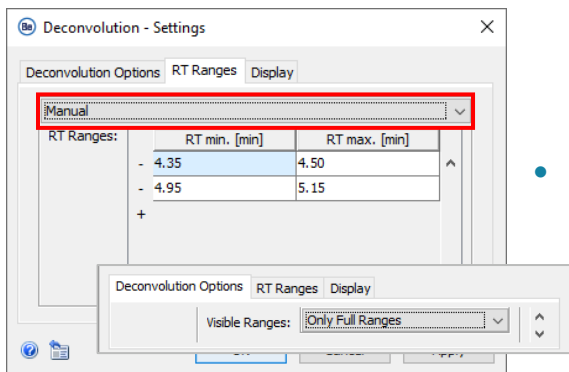 Be Deconvolution - Settings
Deconvolution Options RT Ranges Display
Manual
RT Ranges: RT min. [min] RT max. [min]
- 4.35 4.50
- 4.95 5.15
+
Deconvolution Options RT Ranges Display
Visible Ranges: Only Full Ranges